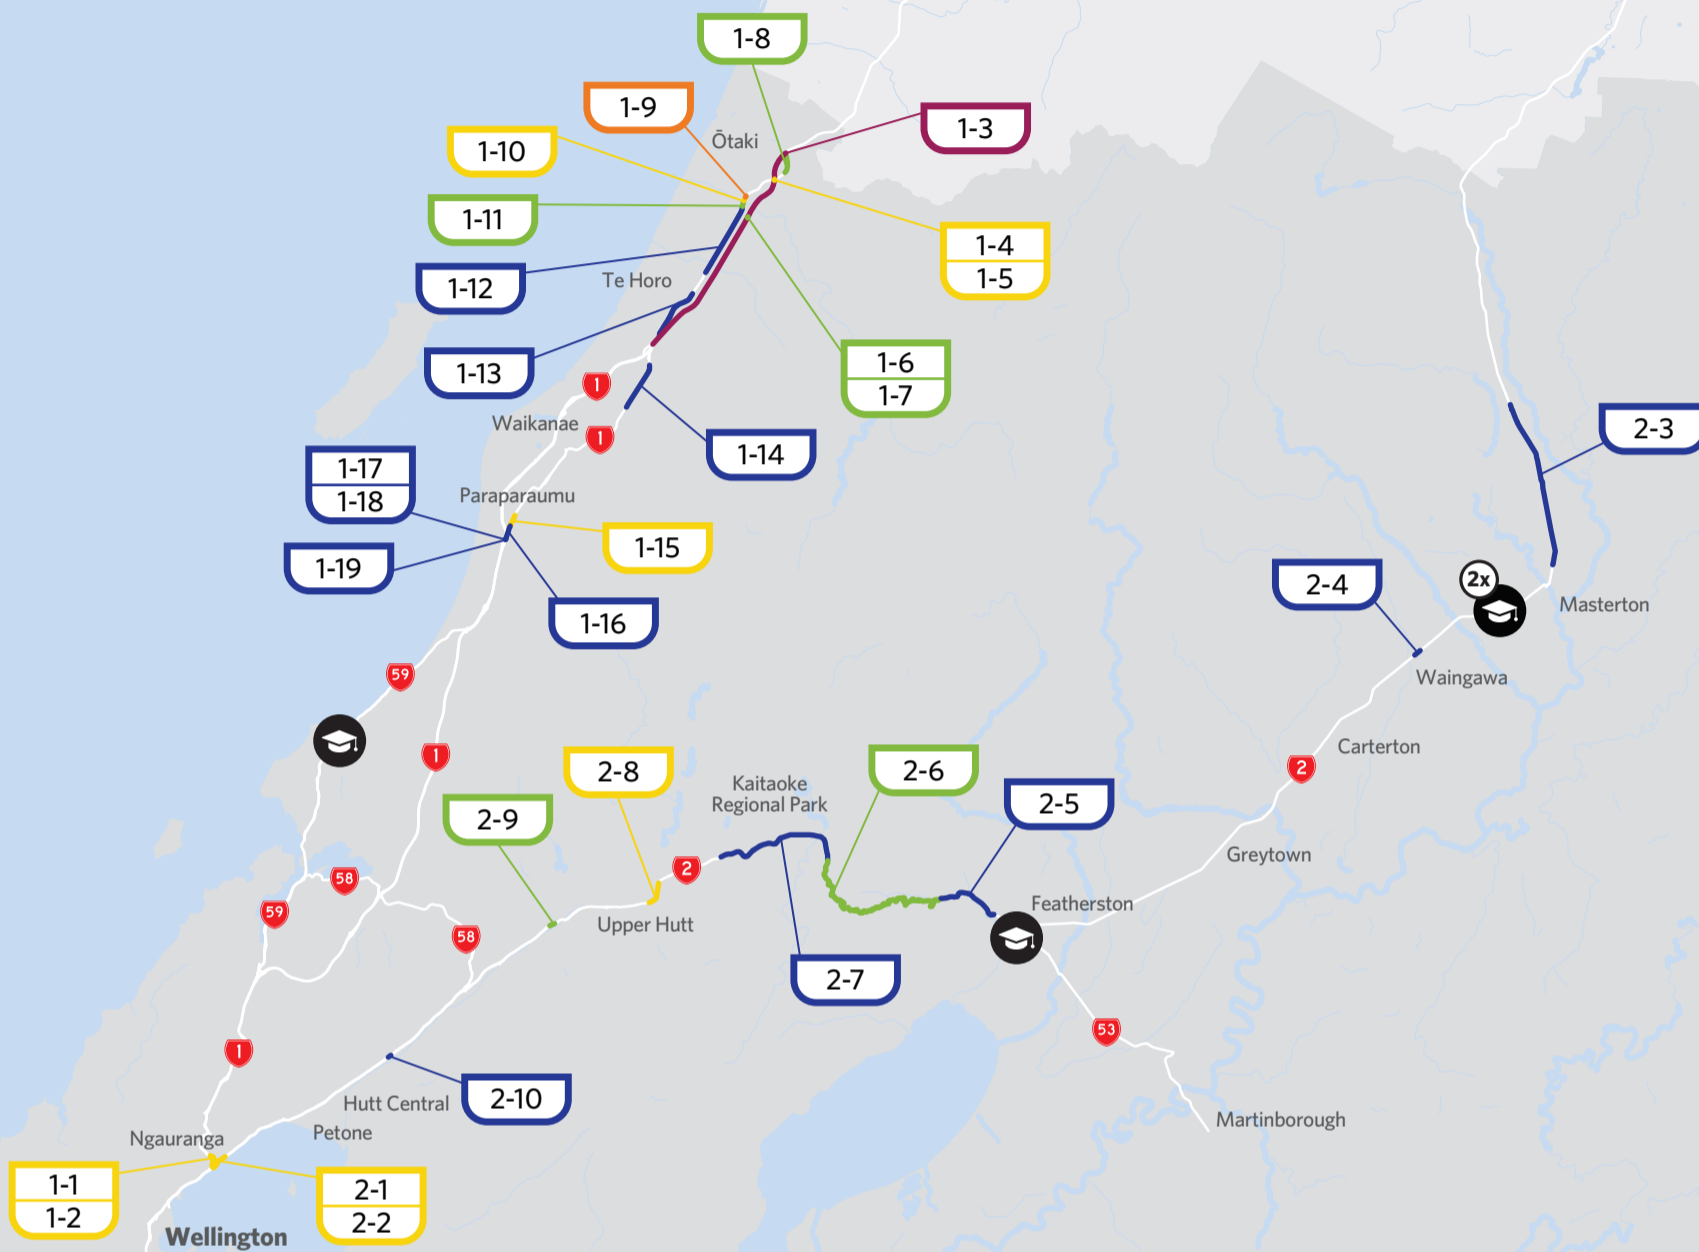 1-8
1-9
1-3
Ōtaki
1-10
1-11
1-4
1-5
1-12
Te Horo
1-13
1-6
1-7
1
Waikanae
1
1-14
2-3
1-17
1-18
Paraparaumu
1-15
1-19
1-16
2-4
2x
Masterton
Waingawa
59
1
Carterton
2
2-8
Kaitaoke
Regional Park
2-6
2-5
2-9
Greytown
2
58
59
58
Upper Hutt
Featherston
2-7
53
1
2-10
Hutt Central
Petone
Martinborough
Ngauranga
1-1
1-2
2-1
2-2
Wellington